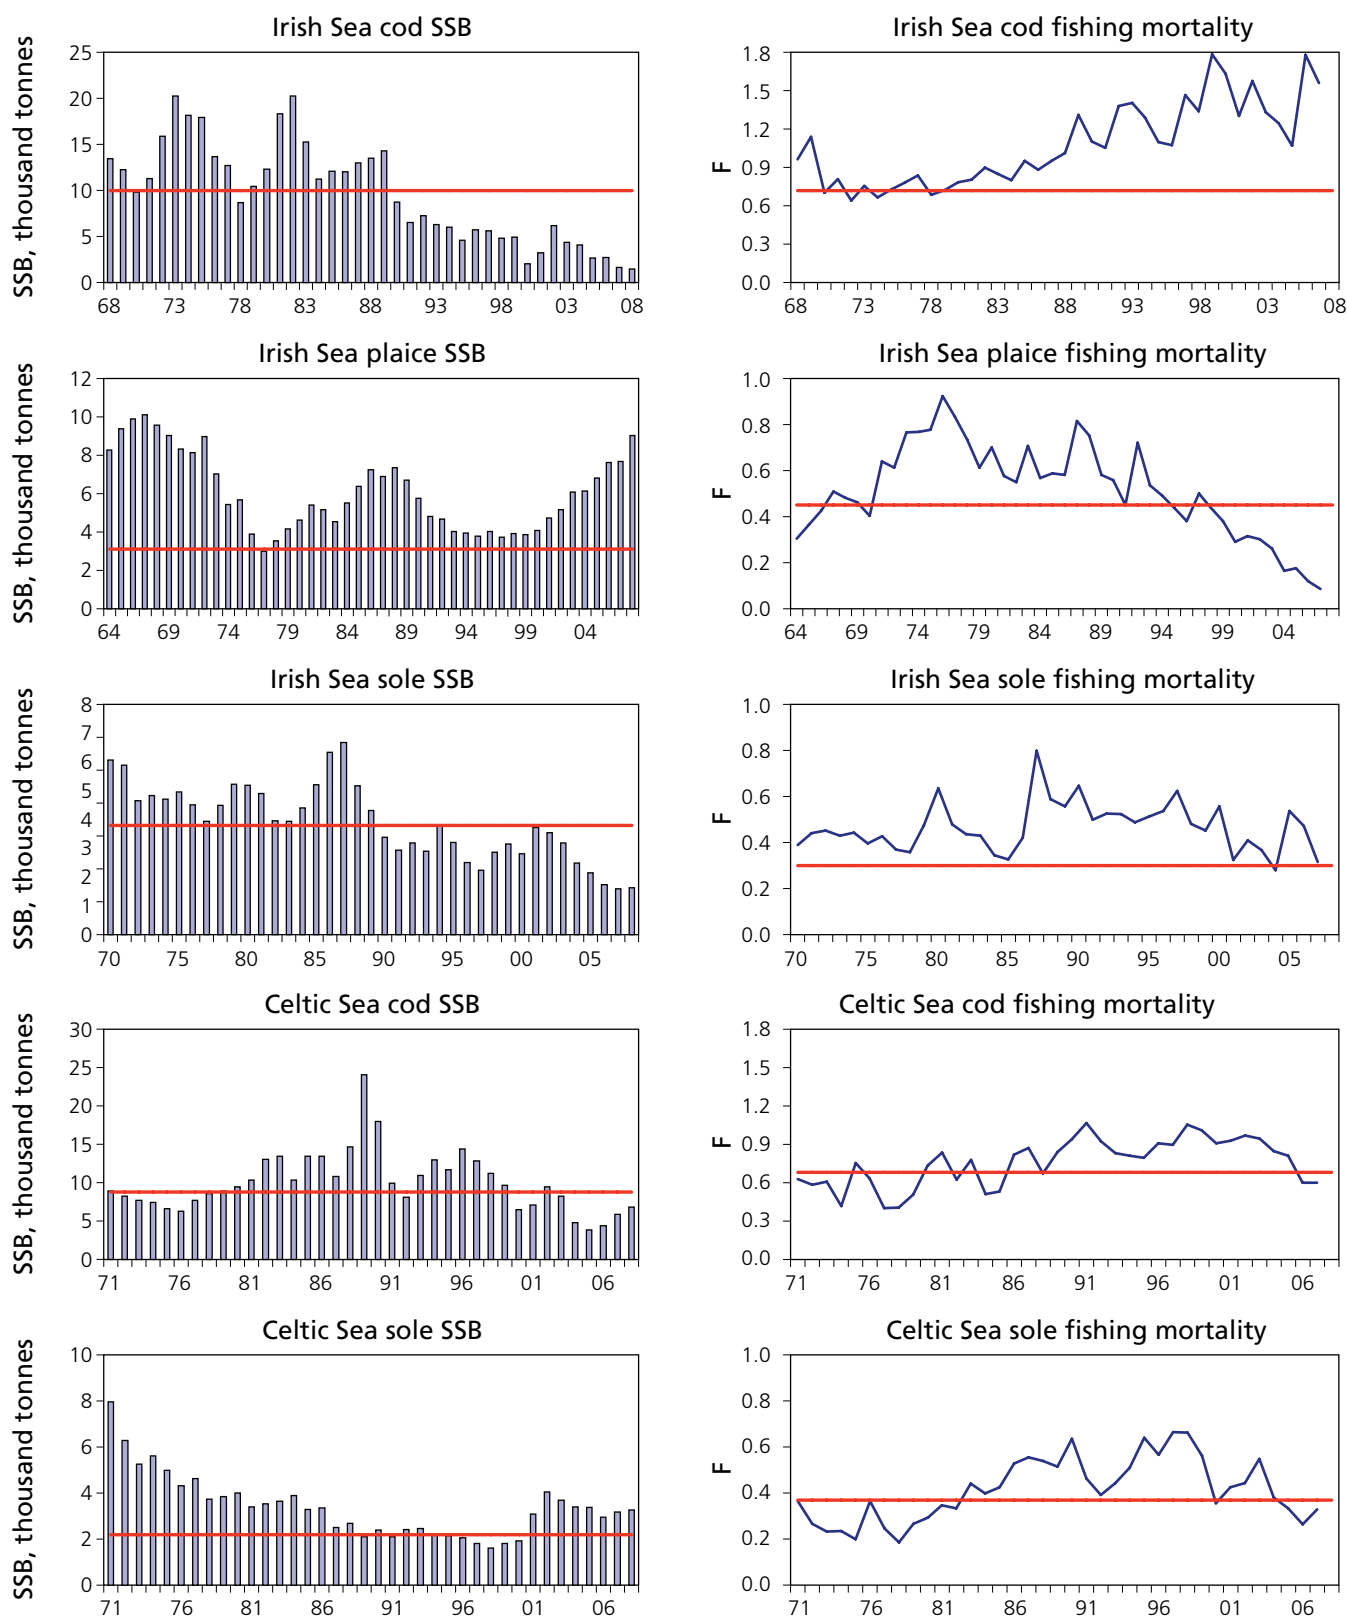 Irish Sea cod SSB
SSB, thousand tonnes
25
20
15
10
5
0
68 73 78 83 88 93 98 03 08
Irish Sea cod fishing mortality
F
1.8
1.5
1.2
0.9
0.6
0.3
0.0
68 73 78 83 88 93 98 03 08
Irish Sea plaice SSB
SSB, thousand tonnes
12
10
8
6
4
2
0
64 69 74 79 84 89 94 99 04
Irish Sea plaice fishing mortality
F
1.0
0.8
0.6
0.4
0.2
0.0
64 69 74 79 84 89 94 99 04
Irish Sea sole SSB
SSB, thousand tonnes
8
7
6
5
4
3
2
1
0
70 75 80 85 90 95 00 05
Irish Sea sole fishing mortality
F
1.0
0.8
0.6
0.4
0.2
0.0
70 75 80 85 90 95 00 05
Celtic Sea cod SSB
SSB, thousand tonnes
30
25
20
15
10
5
0
71 76 81 86 91 96 01 06
Celtic Sea cod fishing mortality
F
1.8
1.5
1.2
0.9
0.6
0.3
0.0
71 76 81 86 91 96 01 06
Celtic Sea sole SSB
SSB, thousand tonnes
10
8
6
4
2
0
71 76 81 86 91 96 01 06
Celtic Sea sole fishing mortality
F
1.0
0.8
0.6
0.4
0.2
0.0
71 76 81 86 91 96 01 06